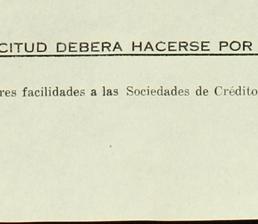 CITUD DEBERA HACERSE POR
res facilidades a las Sociedades de Crédito